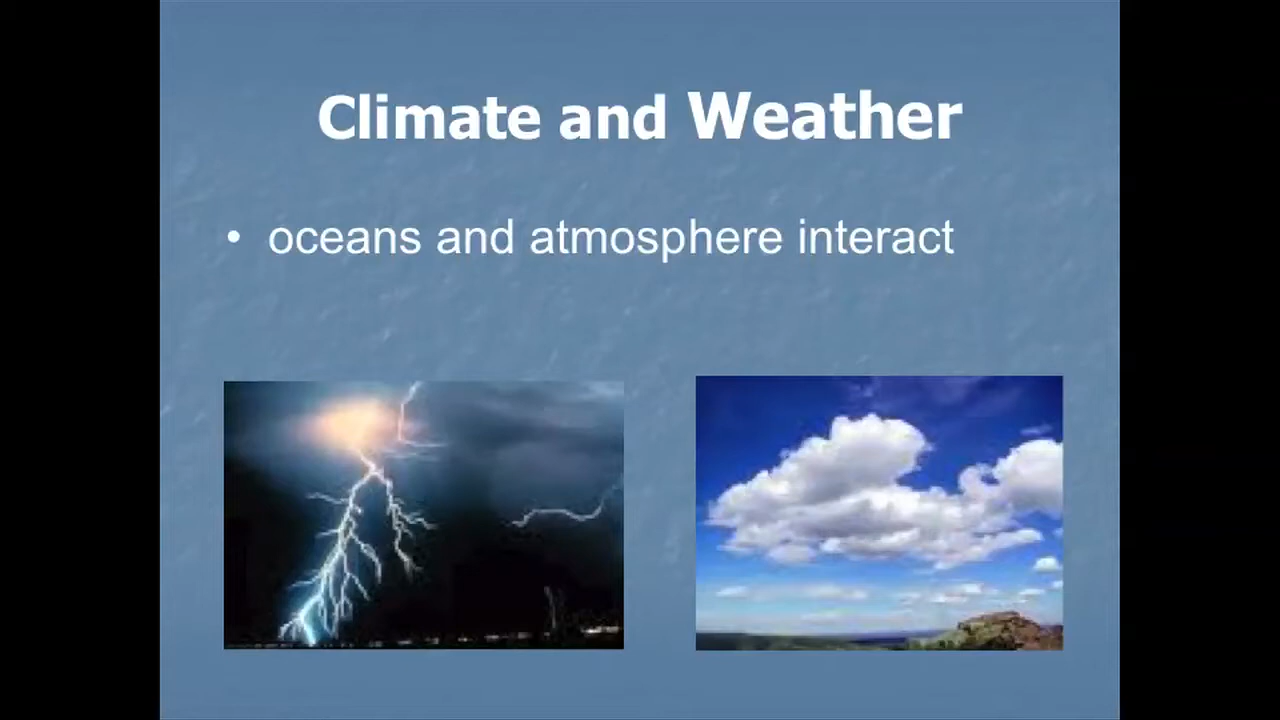 Climate and Weather
• oceans and atmosphere interact